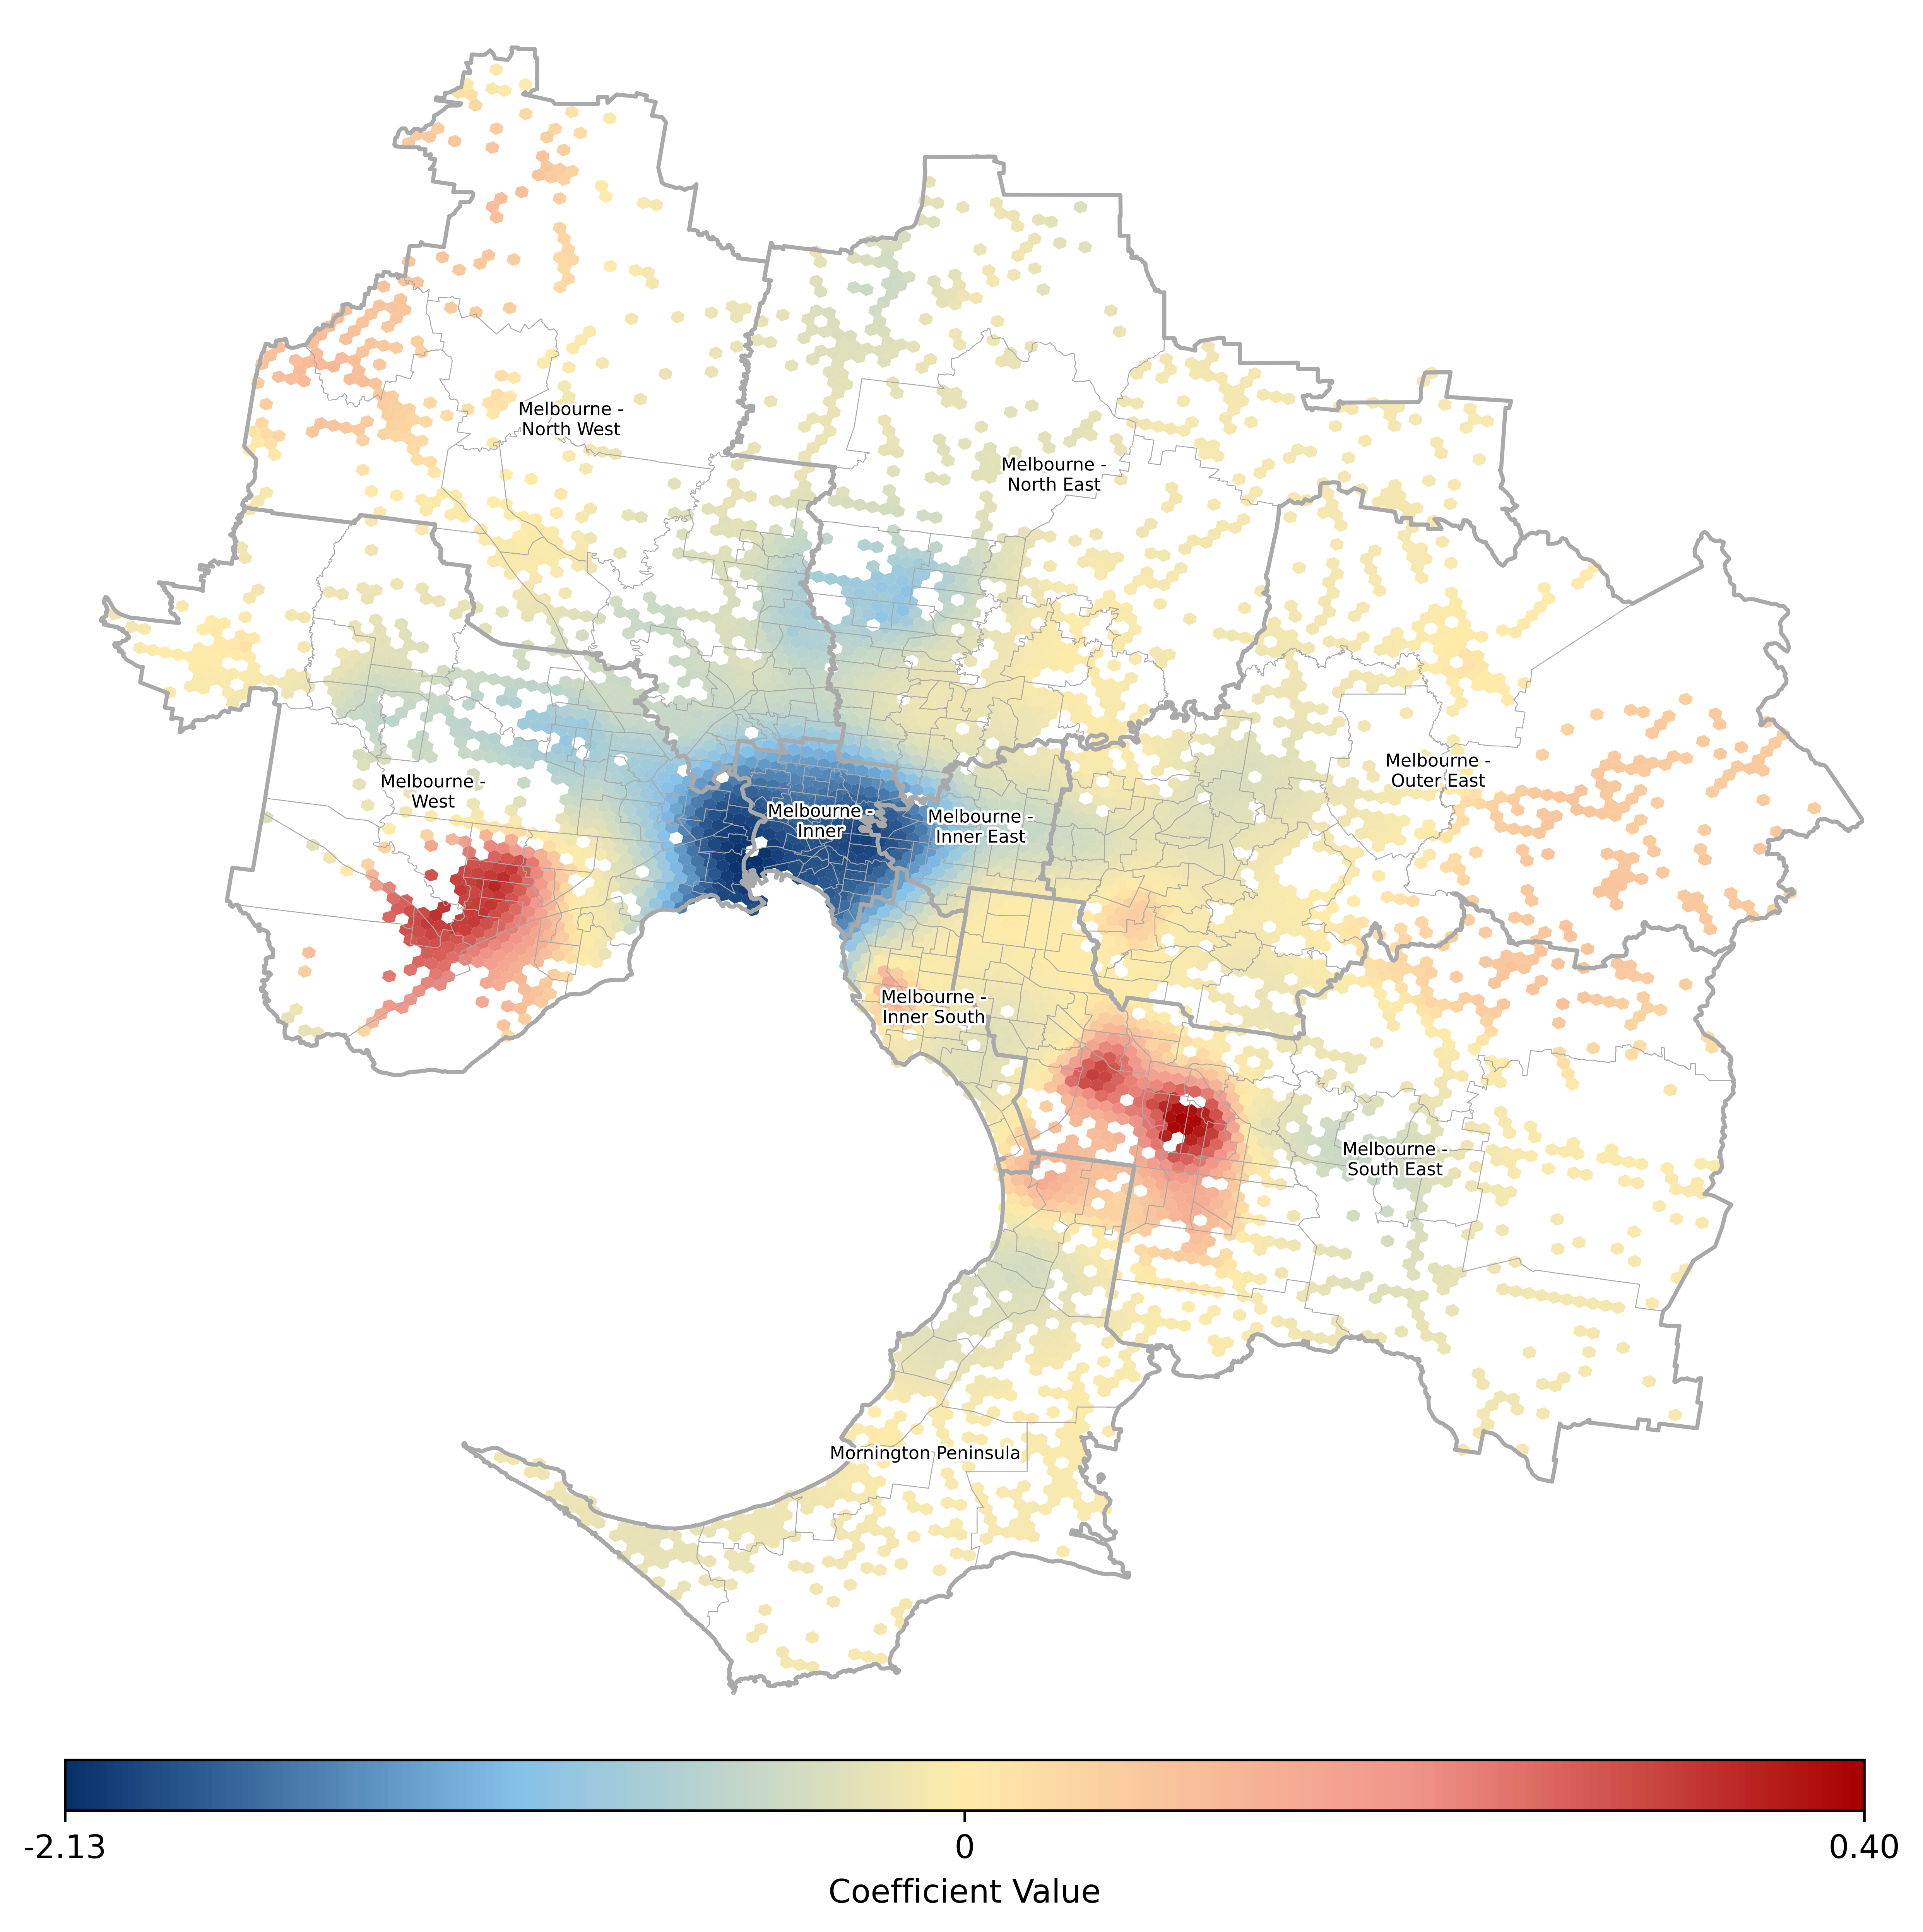 Melbourne -
North West
Melbourne -
North East
Melbourne -
Outer East
Melbourne -
West
Melbourne -
Inner
Melbourne -
Inner East
Melbourne -
Inner South
Melbourne -
South East
Mornington Peninsula
-2.13
0
0.40
Coefficient Value